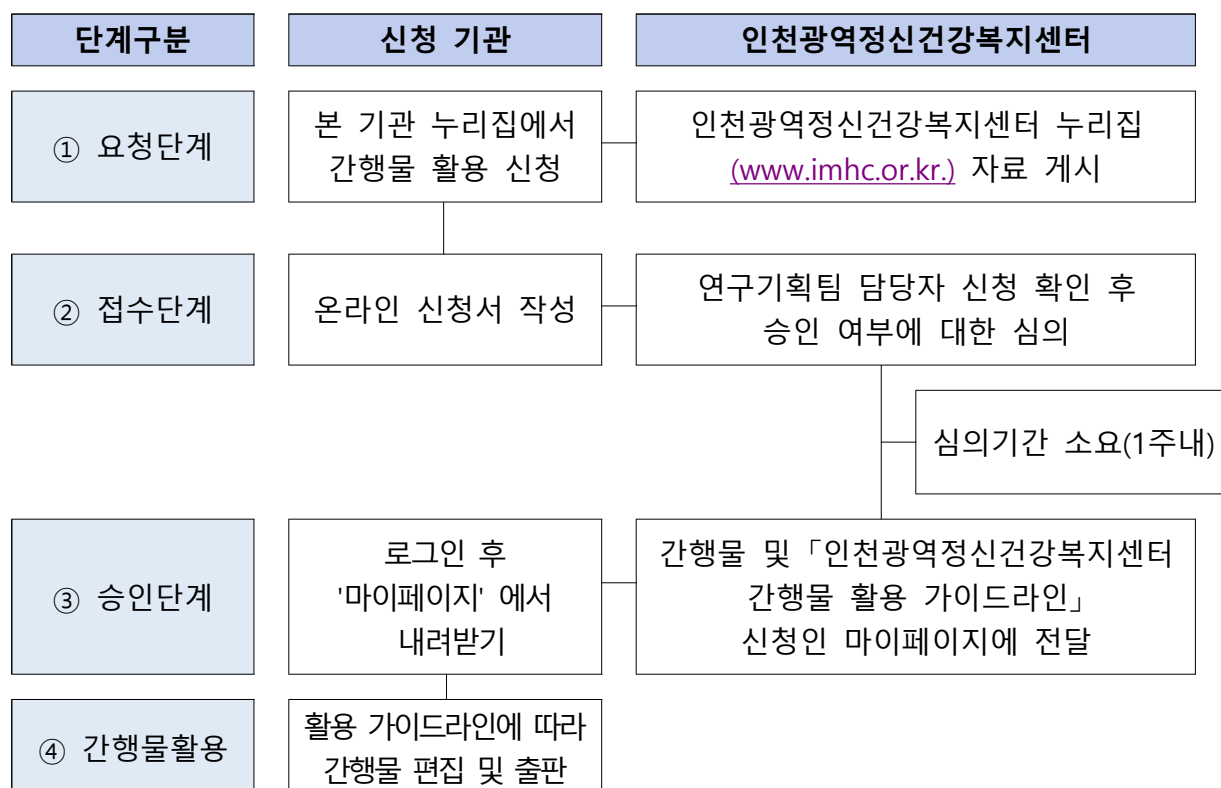 단계구분
신청 기관
인천광역정신건강복지센터
① 요청단계
본 기관 누리집에서
간행물 활용 신청
인천광역정신건강복지센터 누리집
(www.imhc.or.kr.) 자료 게시
② 접수단계
온라인 신청서 작성
연구기획팀 담당자 신청 확인 후
승인 여부에 대한 심의
심의기간 소요(1주내)
③ 승인단계
로그인 후
'마이페이지' 에서
내려받기
간행물 및「인천광역정신건강복지센터
간행물 활용 가이드라인」
신청인 마이페이지에 전달
④ 간행물활용
활용 가이드라인에 따라
간행물 편집 및 출판